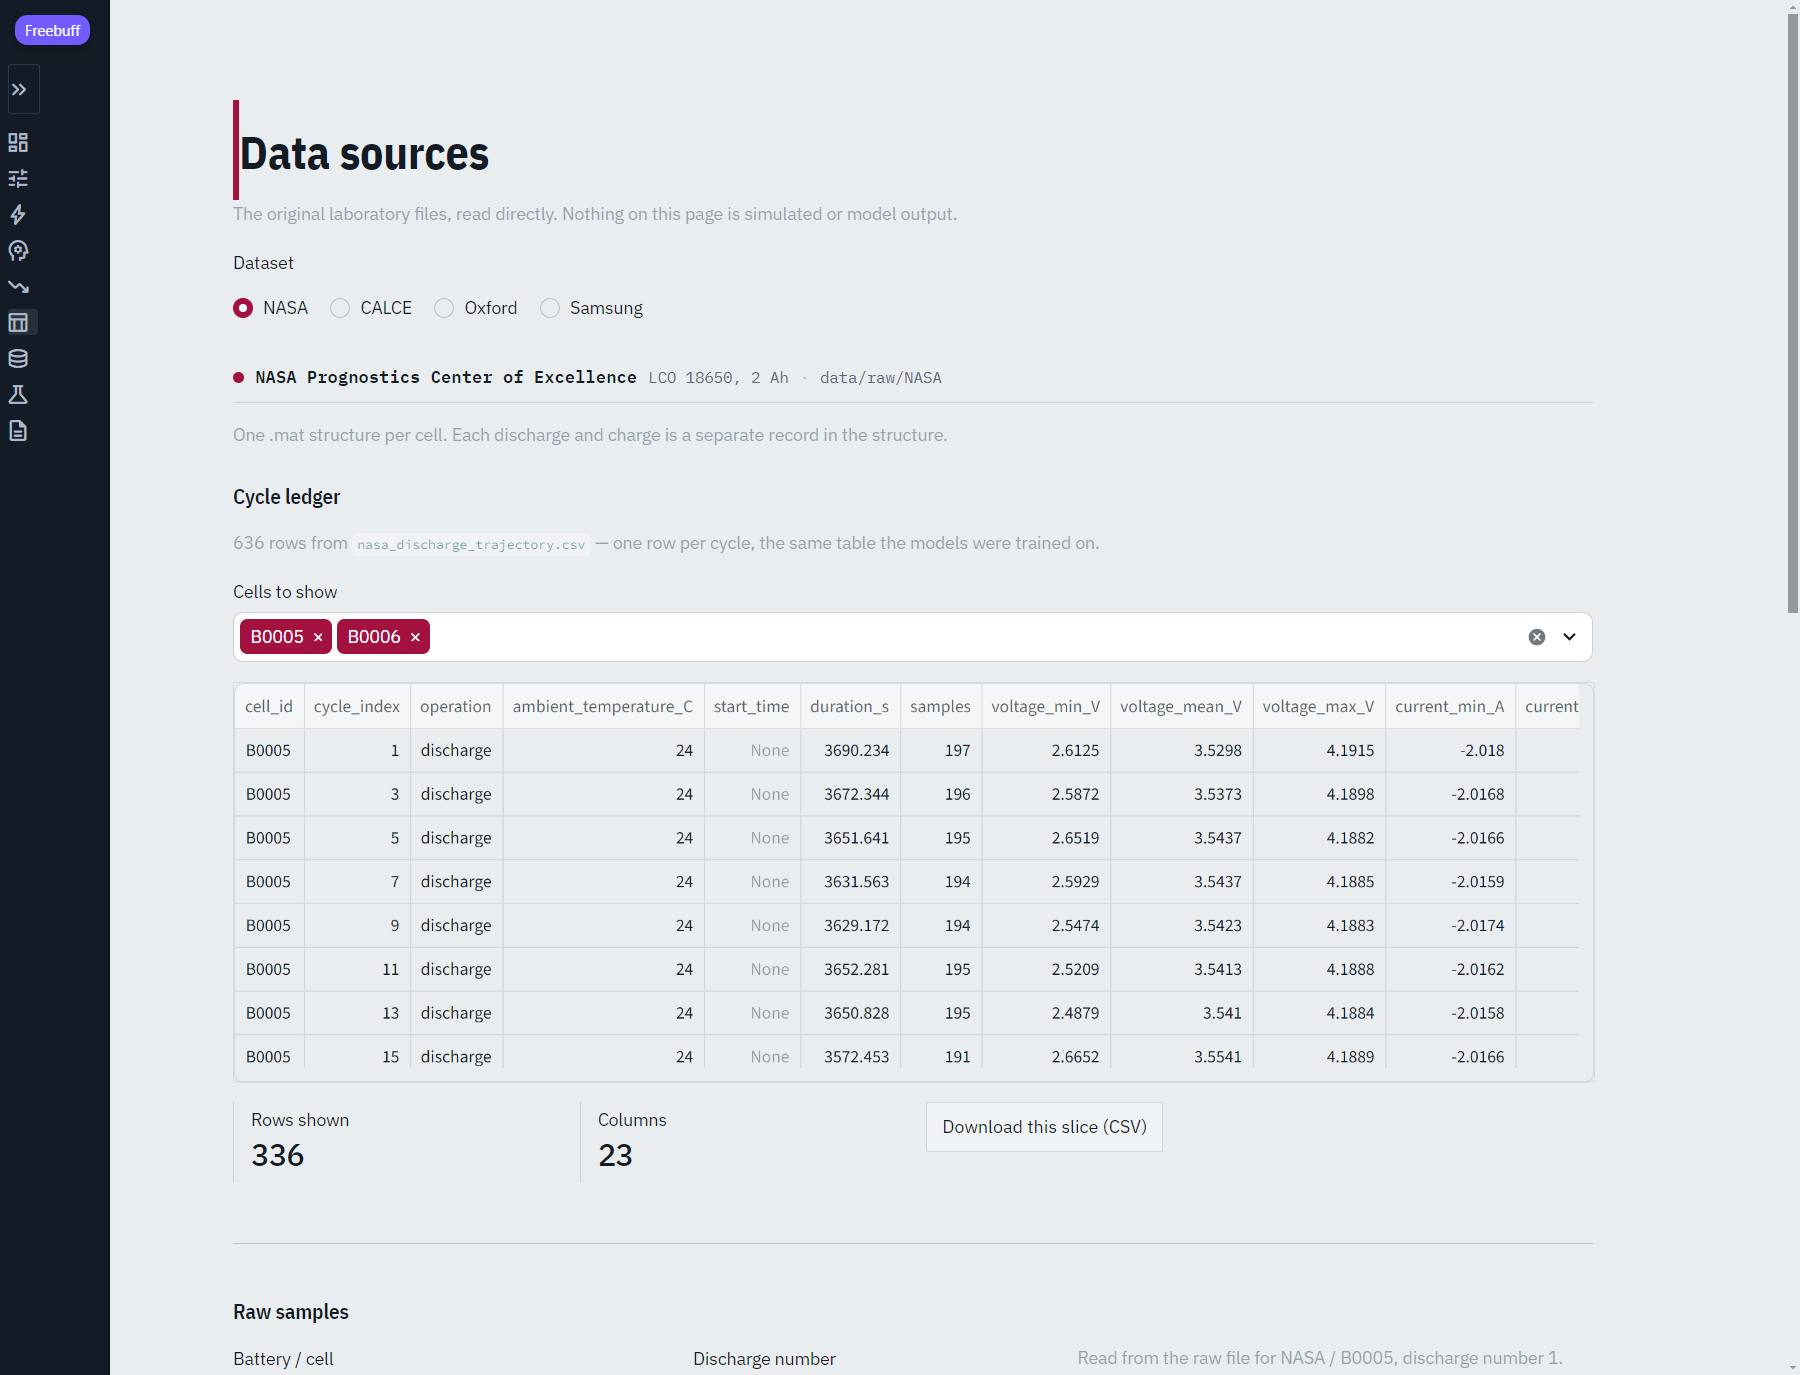 Freebuff
Data sources
The original laboratory files, read directly. Nothing on this page is simulated or model output.
Dataset
NASA CALCE Oxford Samsung
NASA Prognostics Center of Excellence LCO 18650, 2 Ah · data/raw/NASA
One .mat structure per cell. Each discharge and charge is a separate record in the structure.
Cycle ledger
636 rows from nasa_discharge_trajectory.csv — one row per cycle, the same table the models were trained on.
Cells to show
B0005 × B0006 ×
cell_id cycle_index operation ambient_temperature_C start_time duration_s samples voltage_min_V voltage_mean_V voltage_max_V current_min_A current
B0005 1 discharge 24 None 3690.234 197 2.6125 3.5298 4.1915 -2.018
B0005 3 discharge 24 None 3672.344 196 2.5872 3.5373 4.1898 -2.0168
B0005 5 discharge 24 None 3651.641 195 2.6519 3.5437 4.1882 -2.0166
B0005 7 discharge 24 None 3631.563 194 2.5929 3.5437 4.1885 -2.0159
B0005 9 discharge 24 None 3629.172 194 2.5474 3.5423 4.1883 -2.0174
B0005 11 discharge 24 None 3652.281 195 2.5209 3.5413 4.1888 -2.0162
B0005 13 discharge 24 None 3650.828 195 2.4879 3.541 4.1884 -2.0158
B0005 15 discharge 24 None 3572.453 191 2.6652 3.5541 4.1889 -2.0166
Rows shown Columns Download this slice (CSV)
336 23
Raw samples
Battery / cell Discharge number Read from the raw file for NASA / B0005, discharge number 1.